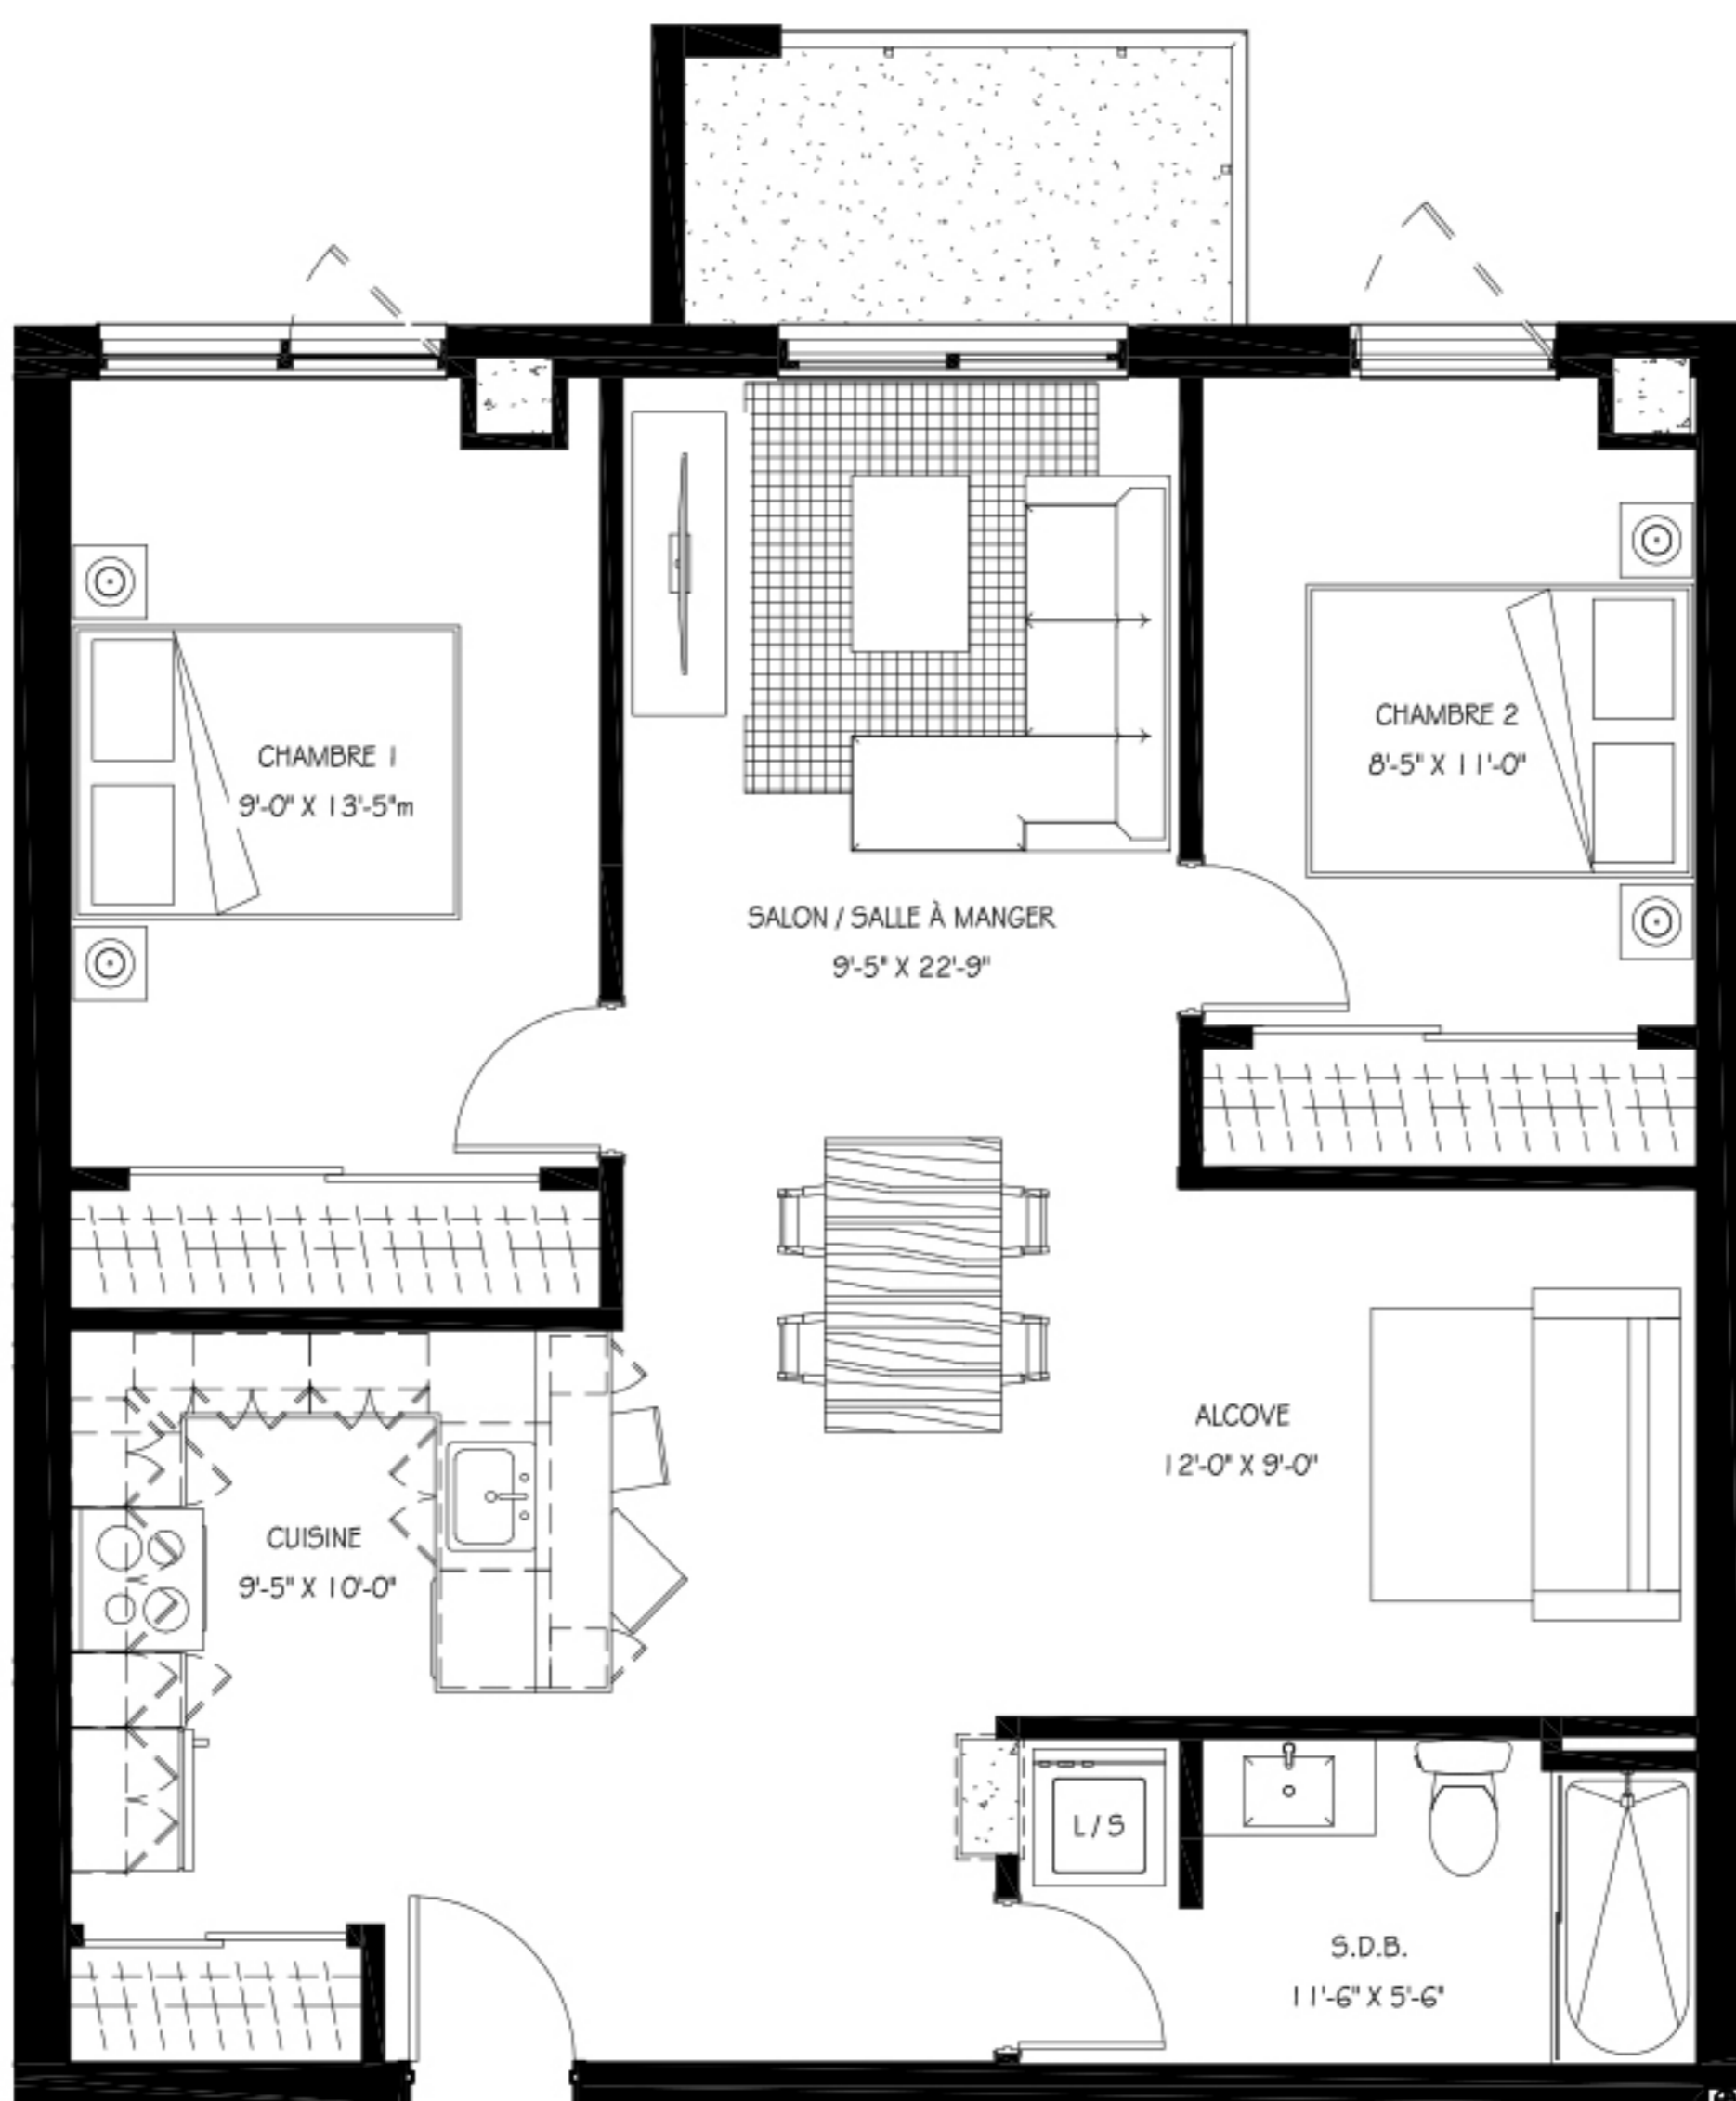 CHAMBRE 1
9'-0" X 13'-5"m
CHAMBRE 2
8'-5" X 11'-0"
SALON / SALLE À MANGER
9'-5" X 22'-9"
ALCOVE
12'-0" X 9'-0"
CUISINE
9'-5" X 10'-0"
L / S
S.D.B.
11'-6" X 5'-6"